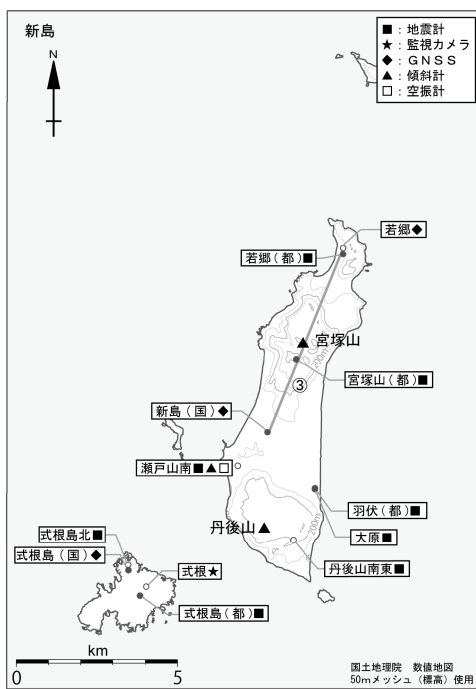 新島
■：地震計
★：監視カメラ
◆：ＧＮＳＳ
▲：傾斜計
□：空振計
N
若郷◆
若郷（都）■
宮塚山
200m
宮塚山（都）■
③
新島（国）◆
瀬戸山南■▲□
羽伏（都）■
丹後山
200m
大原■
式根島北■
式根島（国）◆
丹後山南東■
式根★
式根島（都）■
km
0
5
国土地理院　数値地図
50ｍメッシュ（標高）使用